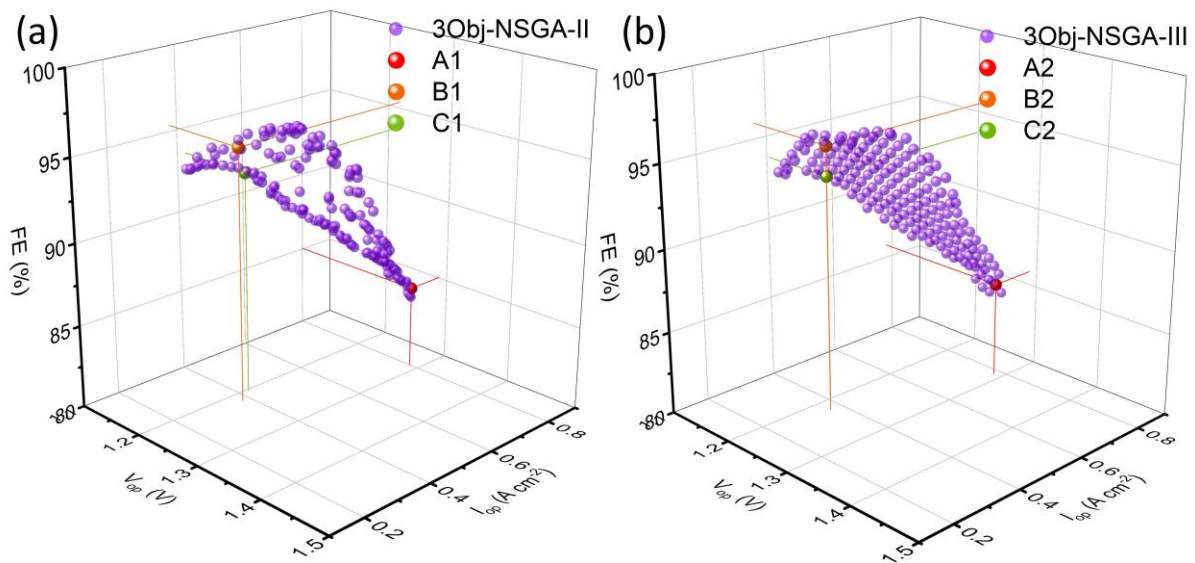 (a)
3Obj-NSGA-II
A1
B1
C1
100
95
90
85
80
FE (%)
1.2
1.3
1.4
1.5
V_op (V)
0.2
0.4
0.6
0.8
I_op (A cm⁻²)
(b)
3Obj-NSGA-III
A2
B2
C2
100
95
90
85
80
FE (%)
1.2
1.3
1.4
1.5
V_op (V)
0.2
0.4
0.6
0.8
I_op (A cm⁻²)